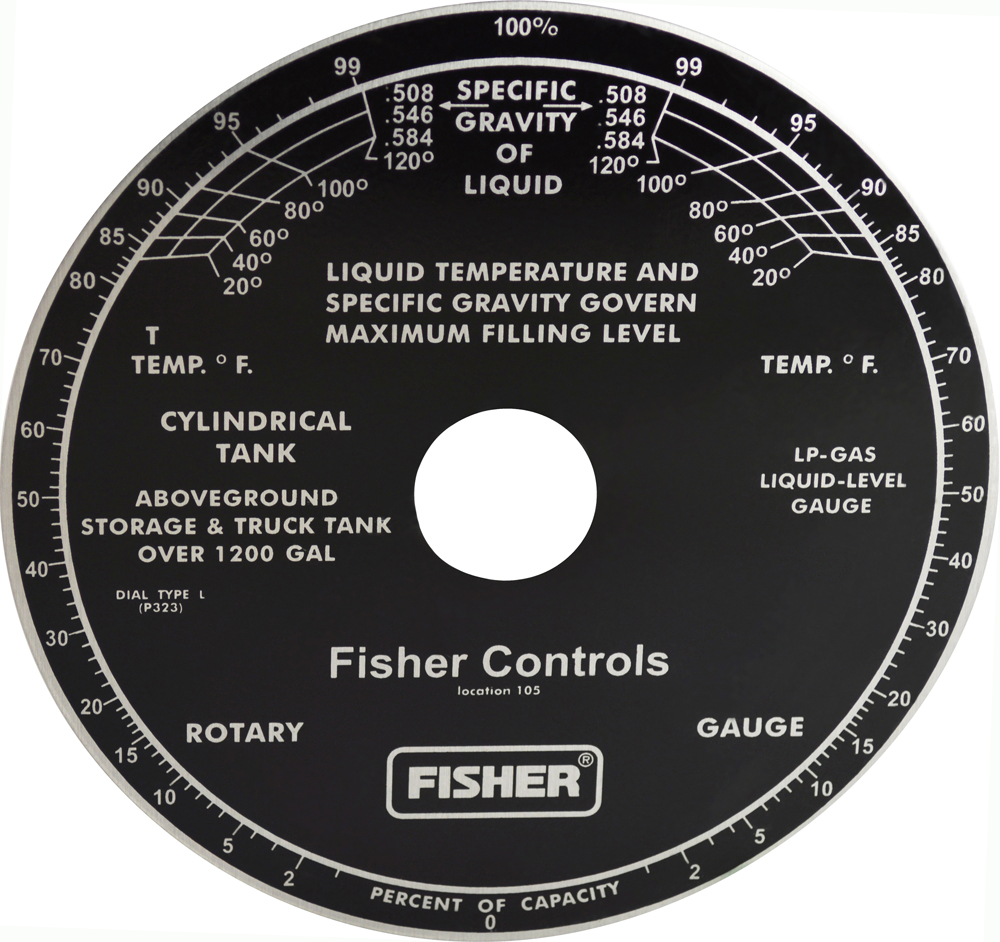 100%
99
99
95
95
90
90
85
85
80
80
70
70
60
60
50
50
40
40
30
30
20
20
15
15
10
10
5
5
2
2
0
.508
.546
.584
120°
100°
80°
60°
40°
20°
SPECIFIC
GRAVITY
OF
LIQUID
.508
.546
.584
120°
100°
80°
60°
40°
20°
LIQUID TEMPERATURE AND
SPECIFIC GRAVITY GOVERN
MAXIMUM FILLING LEVEL
T
TEMP. ° F.
TEMP. ° F.
CYLINDRICAL
TANK
ABOVEGROUND
STORAGE & TRUCK TANK
OVER 1200 GAL
DIAL TYPE L
(P323)
LP-GAS
LIQUID-LEVEL
GAUGE
Fisher Controls
location 105
ROTARY
GAUGE
FISHER®
PERCENT OF CAPACITY